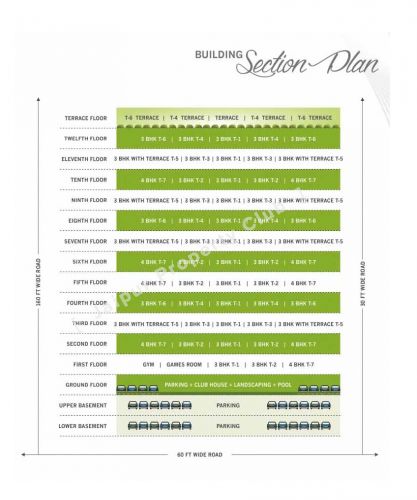 BUILDING Section Plan
TERRACE FLOOR T-6 TERRACE | T-4 TERRACE | TERRACE | T-4 TERRACE | T-6 TERRACE
TWELFTH FLOOR 3 BHK T-6 | 3 BHK T-4 | 3 BHK T-1 | 3 BHK T-4 | 3 BHK T-6
ELEVENTH FLOOR 3 BHK WITH TERRACE T-5 | 3 BHK T-3 | 3 BHK T-1 | 3 BHK T-3 | 3 BHK WITH TERRACE T-5
TENTH FLOOR 4 BHK T-7 | 3 BHK T-2 | 3 BHK T-1 | 3 BHK T-2 | 4 BHK T-7
NINTH FLOOR 3 BHK WITH TERRACE T-5 | 3 BHK T-3 | 3 BHK T-1 | 3 BHK T-3 | 3 BHK WITH TERRACE T-5
EIGHTH FLOOR 3 BHK T-6 | 3 BHK T-4 | 3 BHK T-1 | 3 BHK T-4 | 3 BHK T-6
SEVENTH FLOOR 3 BHK WITH TERRACE T-5 | 3 BHK T-3 | 3 BHK T-1 | 3 BHK T-3 | 3 BHK WITH TERRACE T-5
SIXTH FLOOR 4 BHK T-7 | 3 BHK T-2 | 3 BHK T-1 | 3 BHK T-2 | 4 BHK T-7
FIFTH FLOOR 4 BHK T-7 | 3 BHK T-2 | 3 BHK T-1 | 3 BHK T-2 | 4 BHK T-7
FOURTH FLOOR 3 BHK T-6 | 3 BHK T-4 | 3 BHK T-1 | 3 BHK T-4 | 3 BHK T-6
THIRD FLOOR 3 BHK WITH TERRACE T-5 | 3 BHK T-3 | 3 BHK T-1 | 3 BHK T-3 | 3 BHK WITH TERRACE T-5
SECOND FLOOR 4 BHK T-7 | 3 BHK T-2 | 3 BHK T-1 | 3 BHK T-2 | 4 BHK T-7
FIRST FLOOR GYM | GAMES ROOM | 3 BHK T-1 | 3 BHK T-2 | 4 BHK T-7
GROUND FLOOR PARKING + CLUB HOUSE + LANDSCAPING + POOL
UPPER BASEMENT PARKING
LOWER BASEMENT PARKING
160 FT WIDE ROAD
30 FT WIDE ROAD
60 FT WIDE ROAD
Property Club